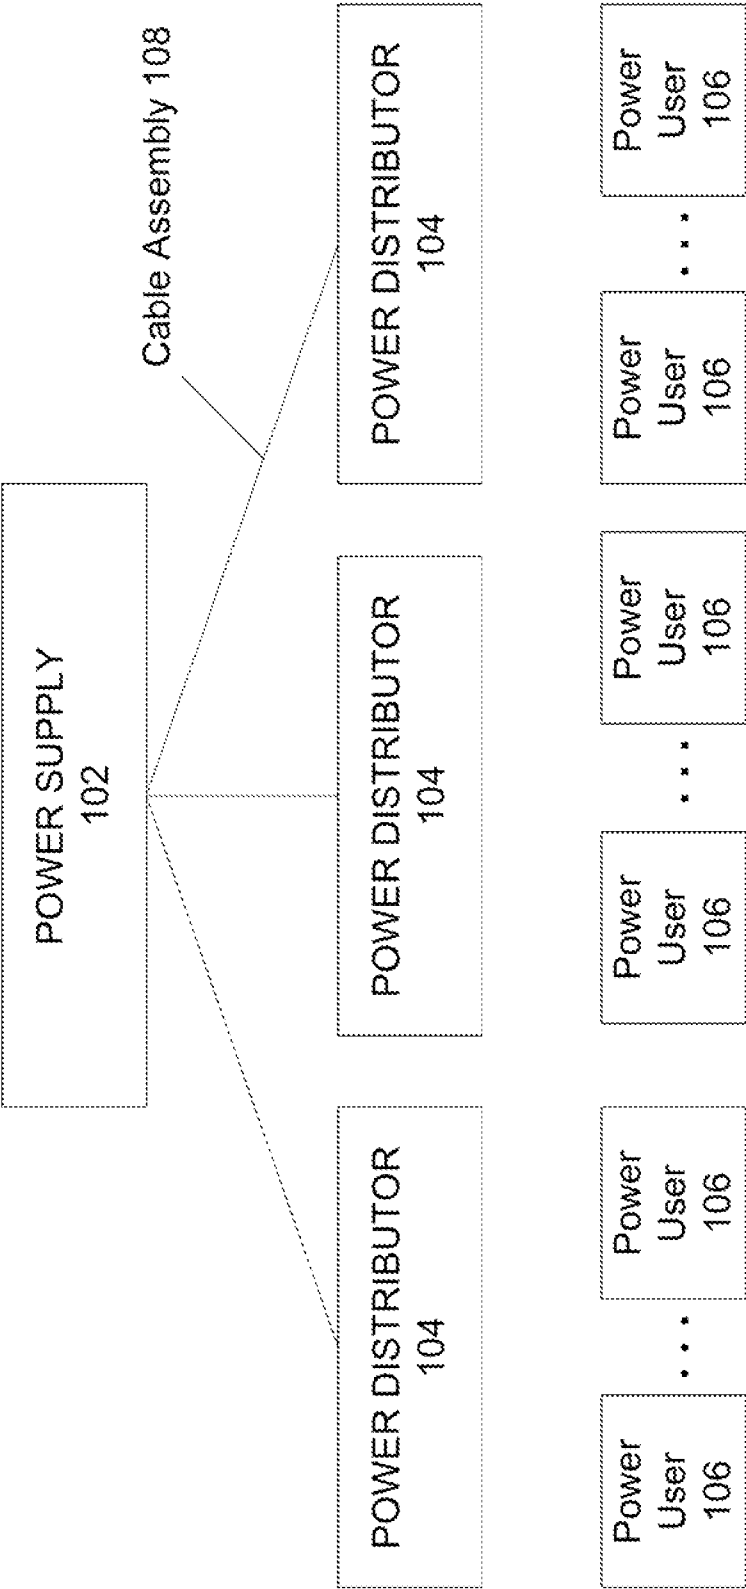 POWER SUPPLY
102
Cable Assembly 108
POWER DISTRIBUTOR
104
POWER DISTRIBUTOR
104
POWER DISTRIBUTOR
104
Power
User
106
...
Power
User
106
Power
User
106
...
Power
User
106
Power
User
106
...
Power
User
106